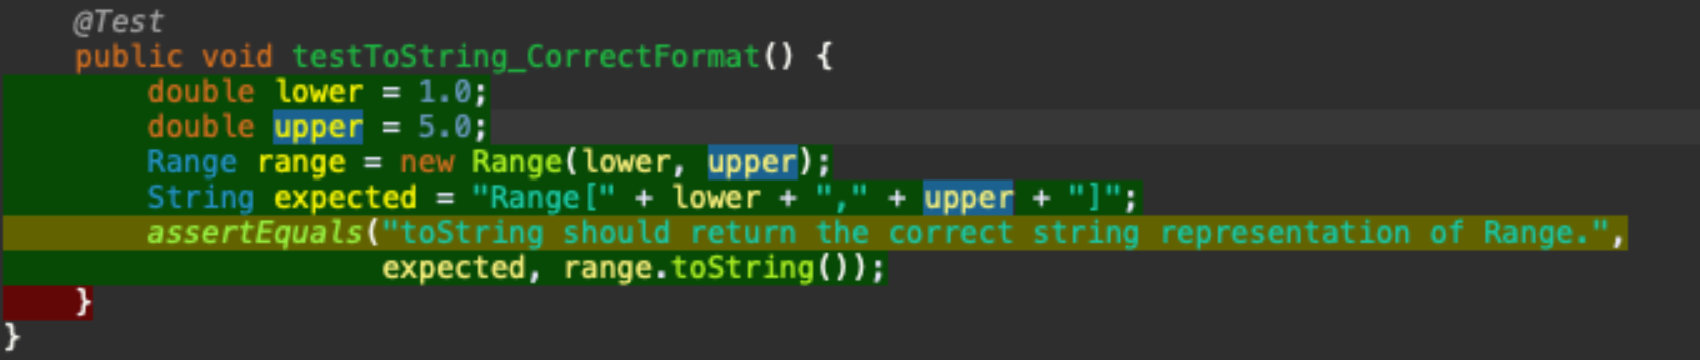 @Test
public void testToString_CorrectFormat() {
double lower = 1.0;
double upper = 5.0;
Range range = new Range(lower, upper);
String expected = "Range[" + lower + "," + upper + "]";
assertEquals("toString should return the correct string representation of Range.",
expected, range.toString());
}
}